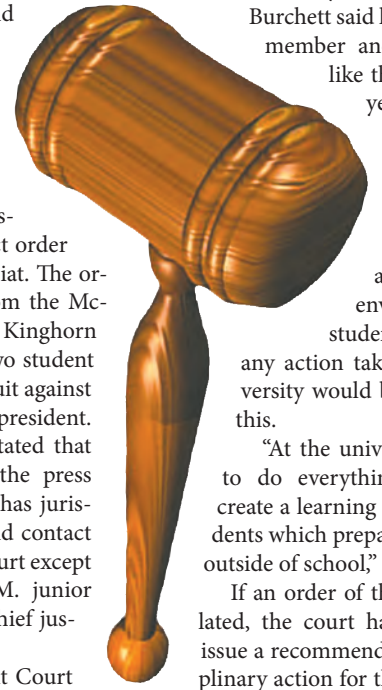 s-
ct order
iat. The or-
om the Mc-
Kinghorn
wo student
uit against
president.
tated that
the press
has juris-
d contact
urt except
M. junior
hief jus-
t Court
Burchett said h
member an
like th
ye
a
env
studen
any action tak
versity would b
this.
“At the univ
to do everythin
create a learning
dents which prepa
outside of school,”
If an order of th
lated, the court ha
issue a recommend
plinary action for th